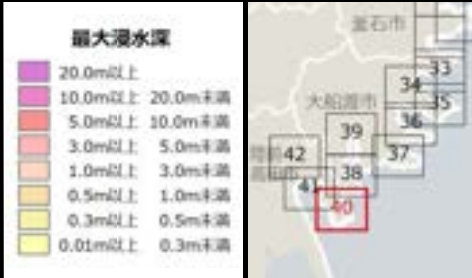 最大浸水深
20.0m以上
10.0m以上 20.0m未満
5.0m以上 10.0m未満
3.0m以上 5.0m未満
1.0m以上 3.0m未満
0.5m以上 1.0m未満
0.3m以上 0.5m未満
0.01m以上 0.3m未満
釜石市
33
34
35
大船渡市
36
39
37
42
陸前
高田市
38
41
40